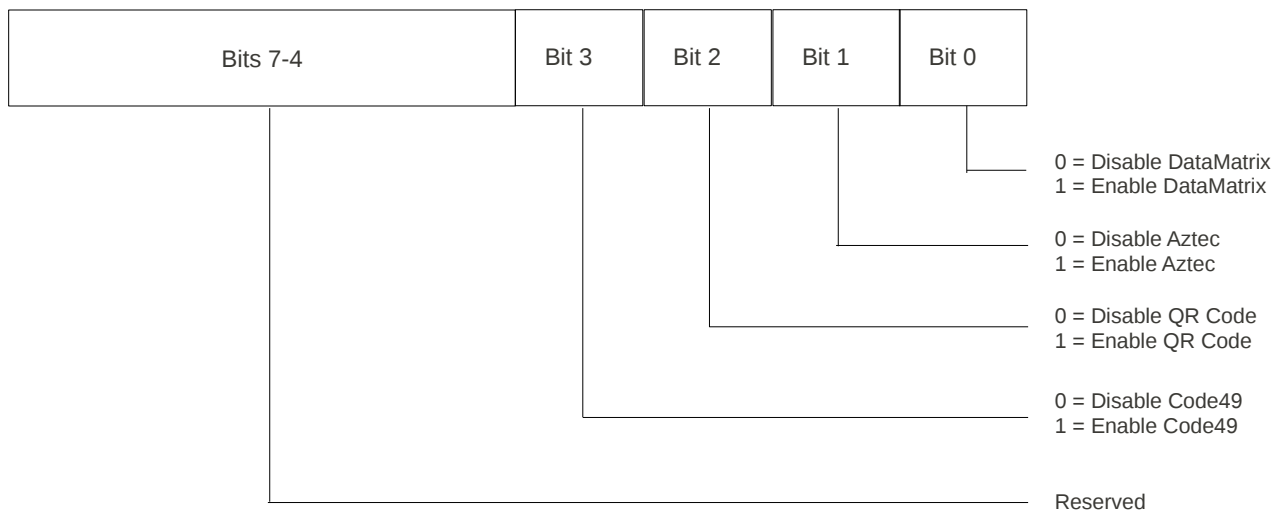 Bits 7-4
Bit 3
Bit 2
Bit 1
Bit 0
0 = Disable DataMatrix
1 = Enable DataMatrix
0 = Disable Aztec
1 = Enable Aztec
0 = Disable QR Code
1 = Enable QR Code
0 = Disable Code49
1 = Enable Code49
Reserved